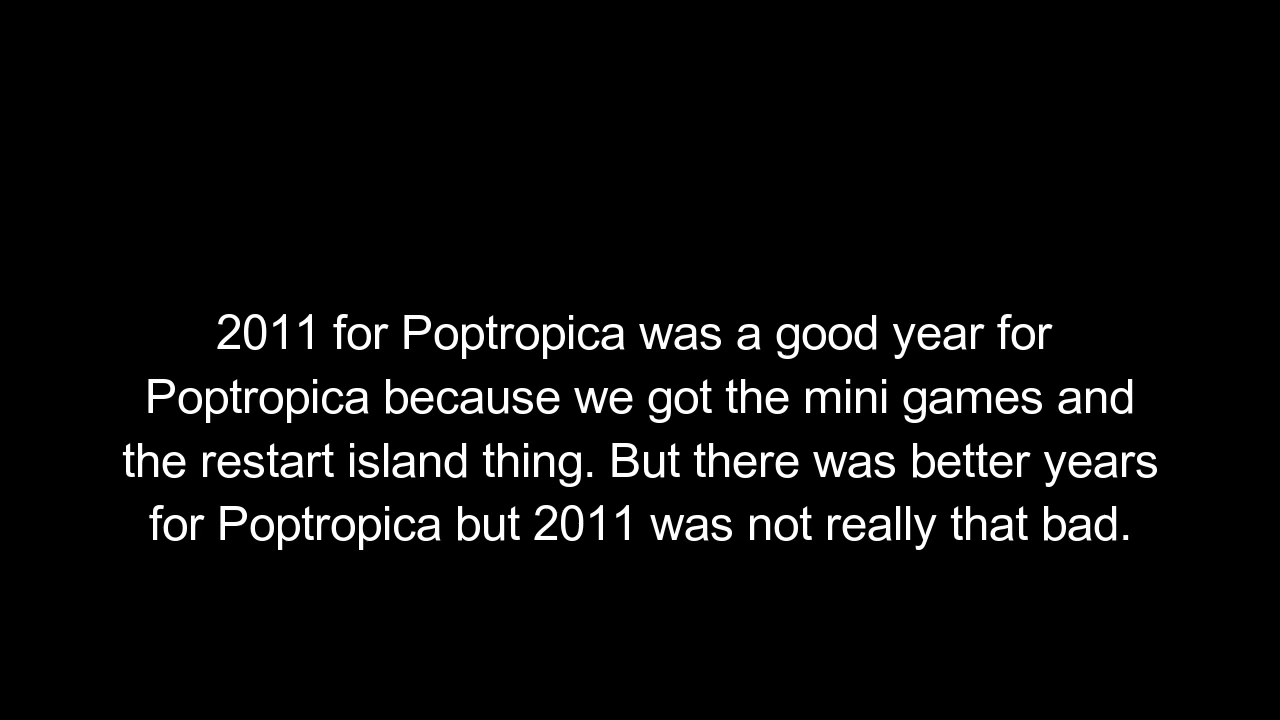 2011 for Poptropica was a good year for
Poptropica because we got the mini games and
the restart island thing. But there was better years
for Poptropica but 2011 was not really that bad.